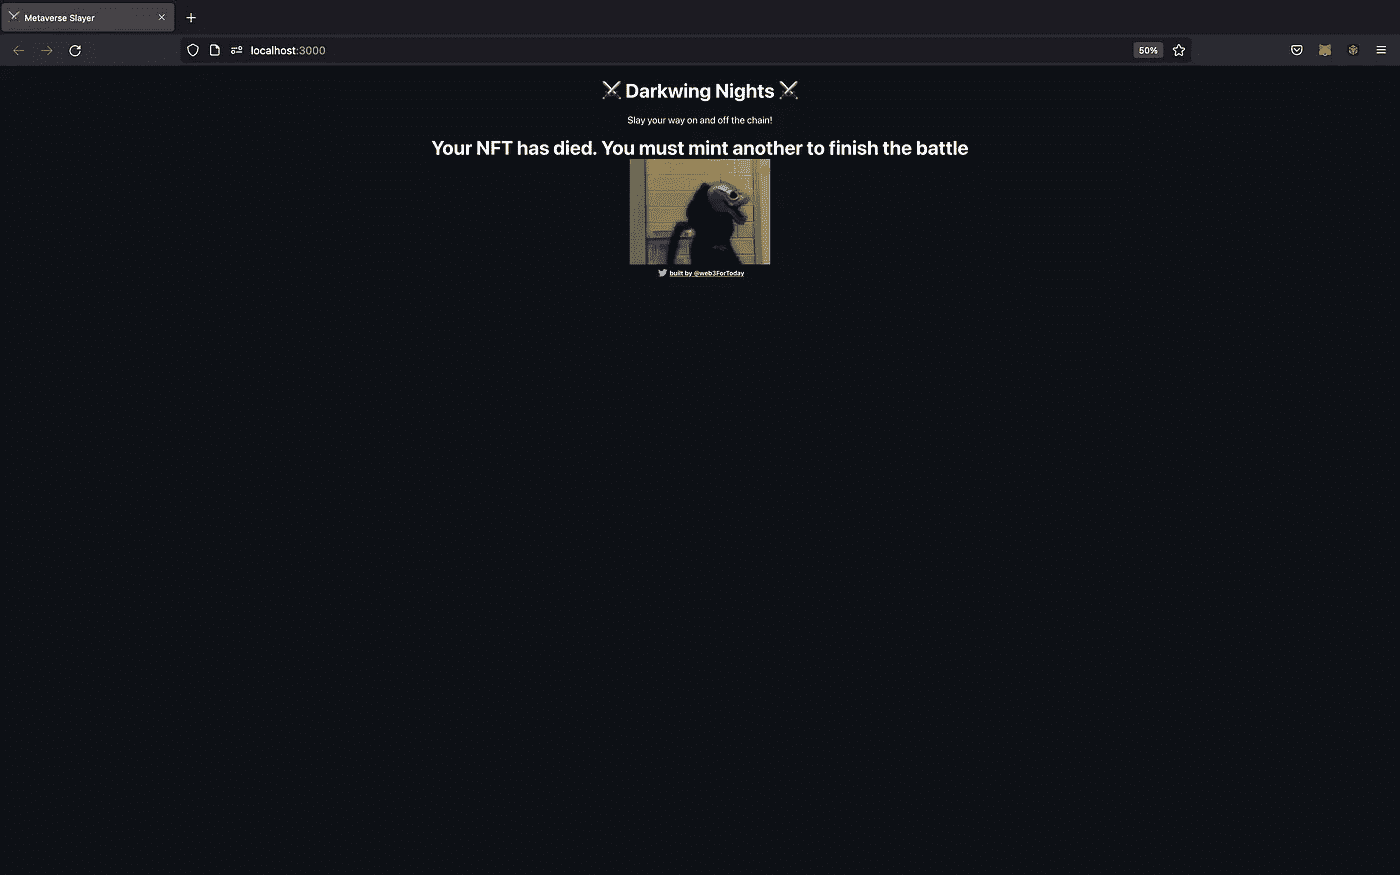 Metaverse Slayer
localhost:3000
50%
Darkwing Nights
Slay your way on and off the chain!
Your NFT has died. You must mint another to finish the battle
built by @web3ForToday